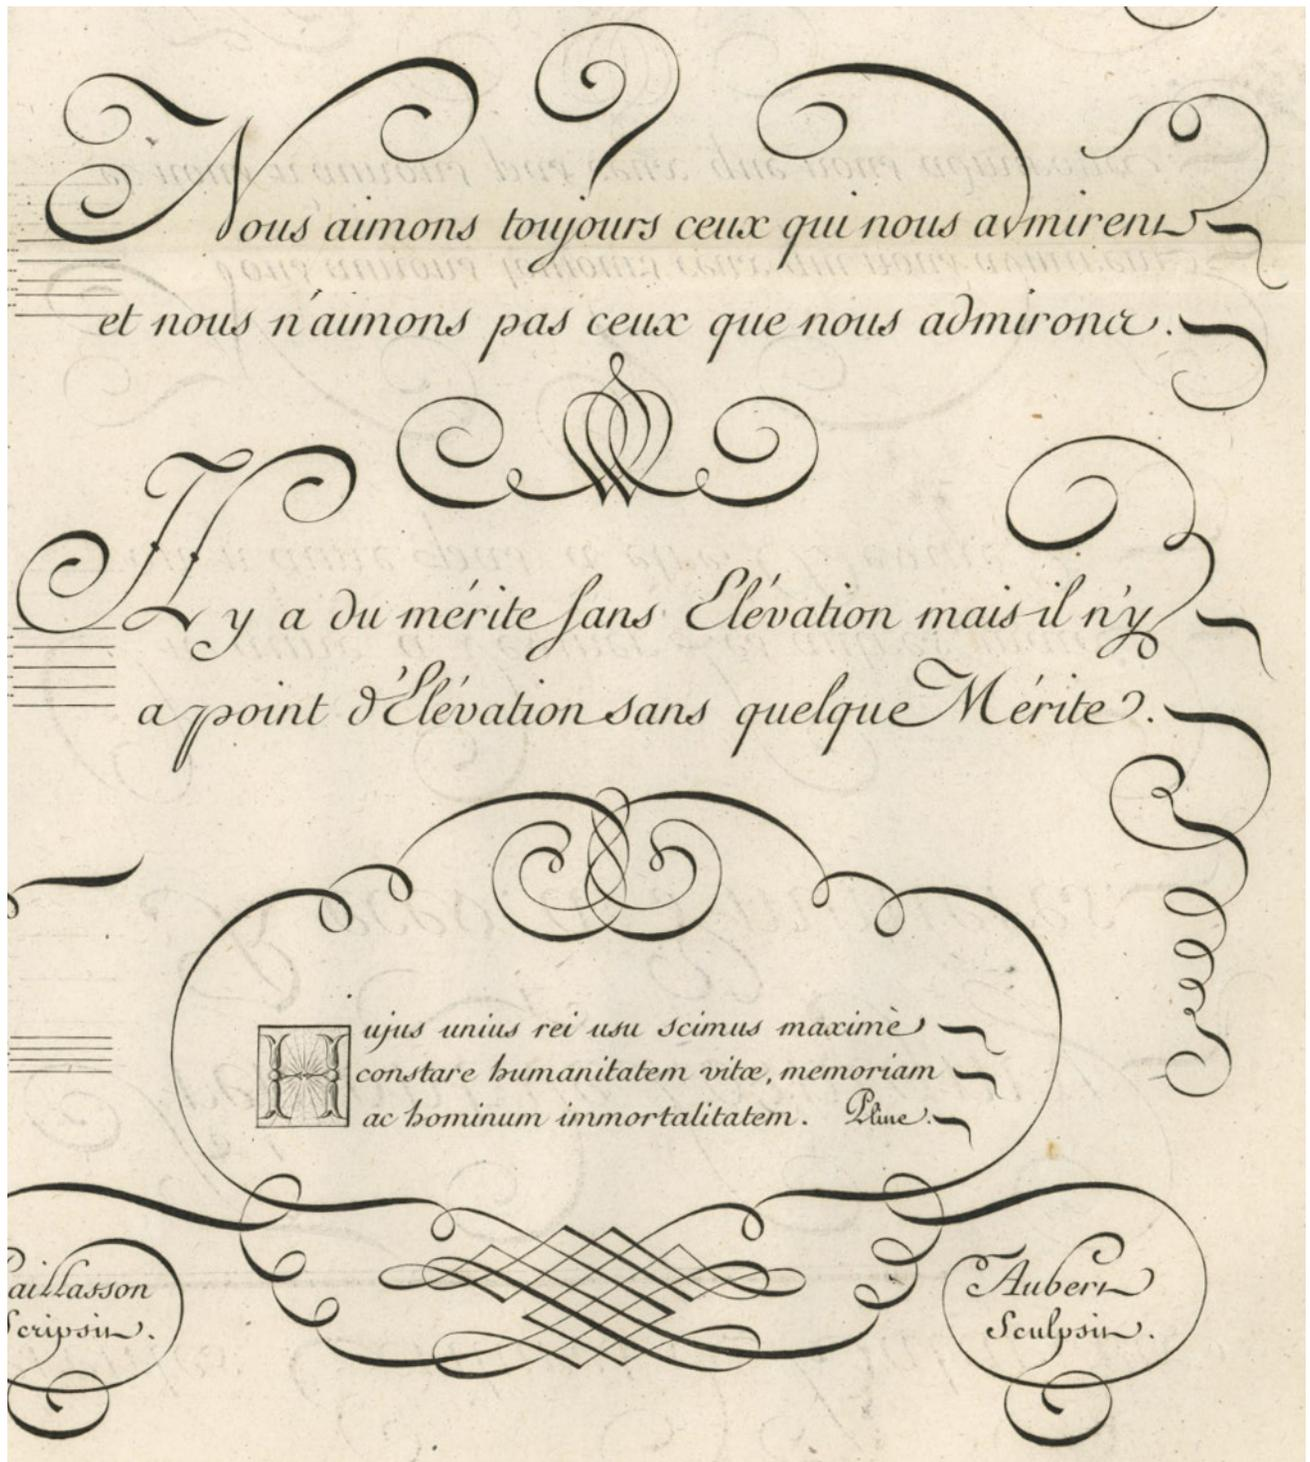 Nous aimons toujours ceux qui nous admirent
et nous n'aimons pas ceux que nous admirons.
Il y a du mérite sans Elévation mais il n'y
a point d'Élévation sans quelque Mérite.
Hujus unius rei usu scimus maximè
constare humanitatem vitæ, memoriam
ac hominum immortalitatem. Pline.
aillasson
Scripsit.
Aubert
Sculpsit.